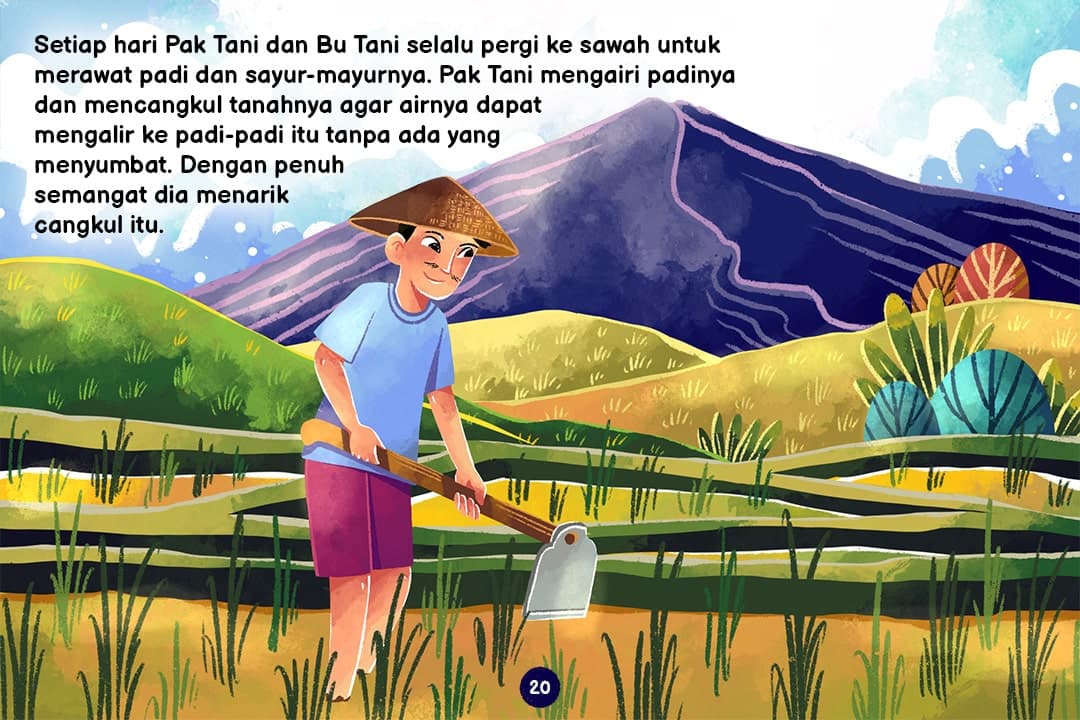 Setiap hari Pak Tani dan Bu Tani selalu pergi ke sawah untuk
merawat padi dan sayur-mayurnya. Pak Tani mengairi padinya
dan mencangkul tanahnya agar airnya dapat
mengalir ke padi-padi itu tanpa ada yang
menyumbat. Dengan penuh
semangat dia menarik
cangkul itu.
20